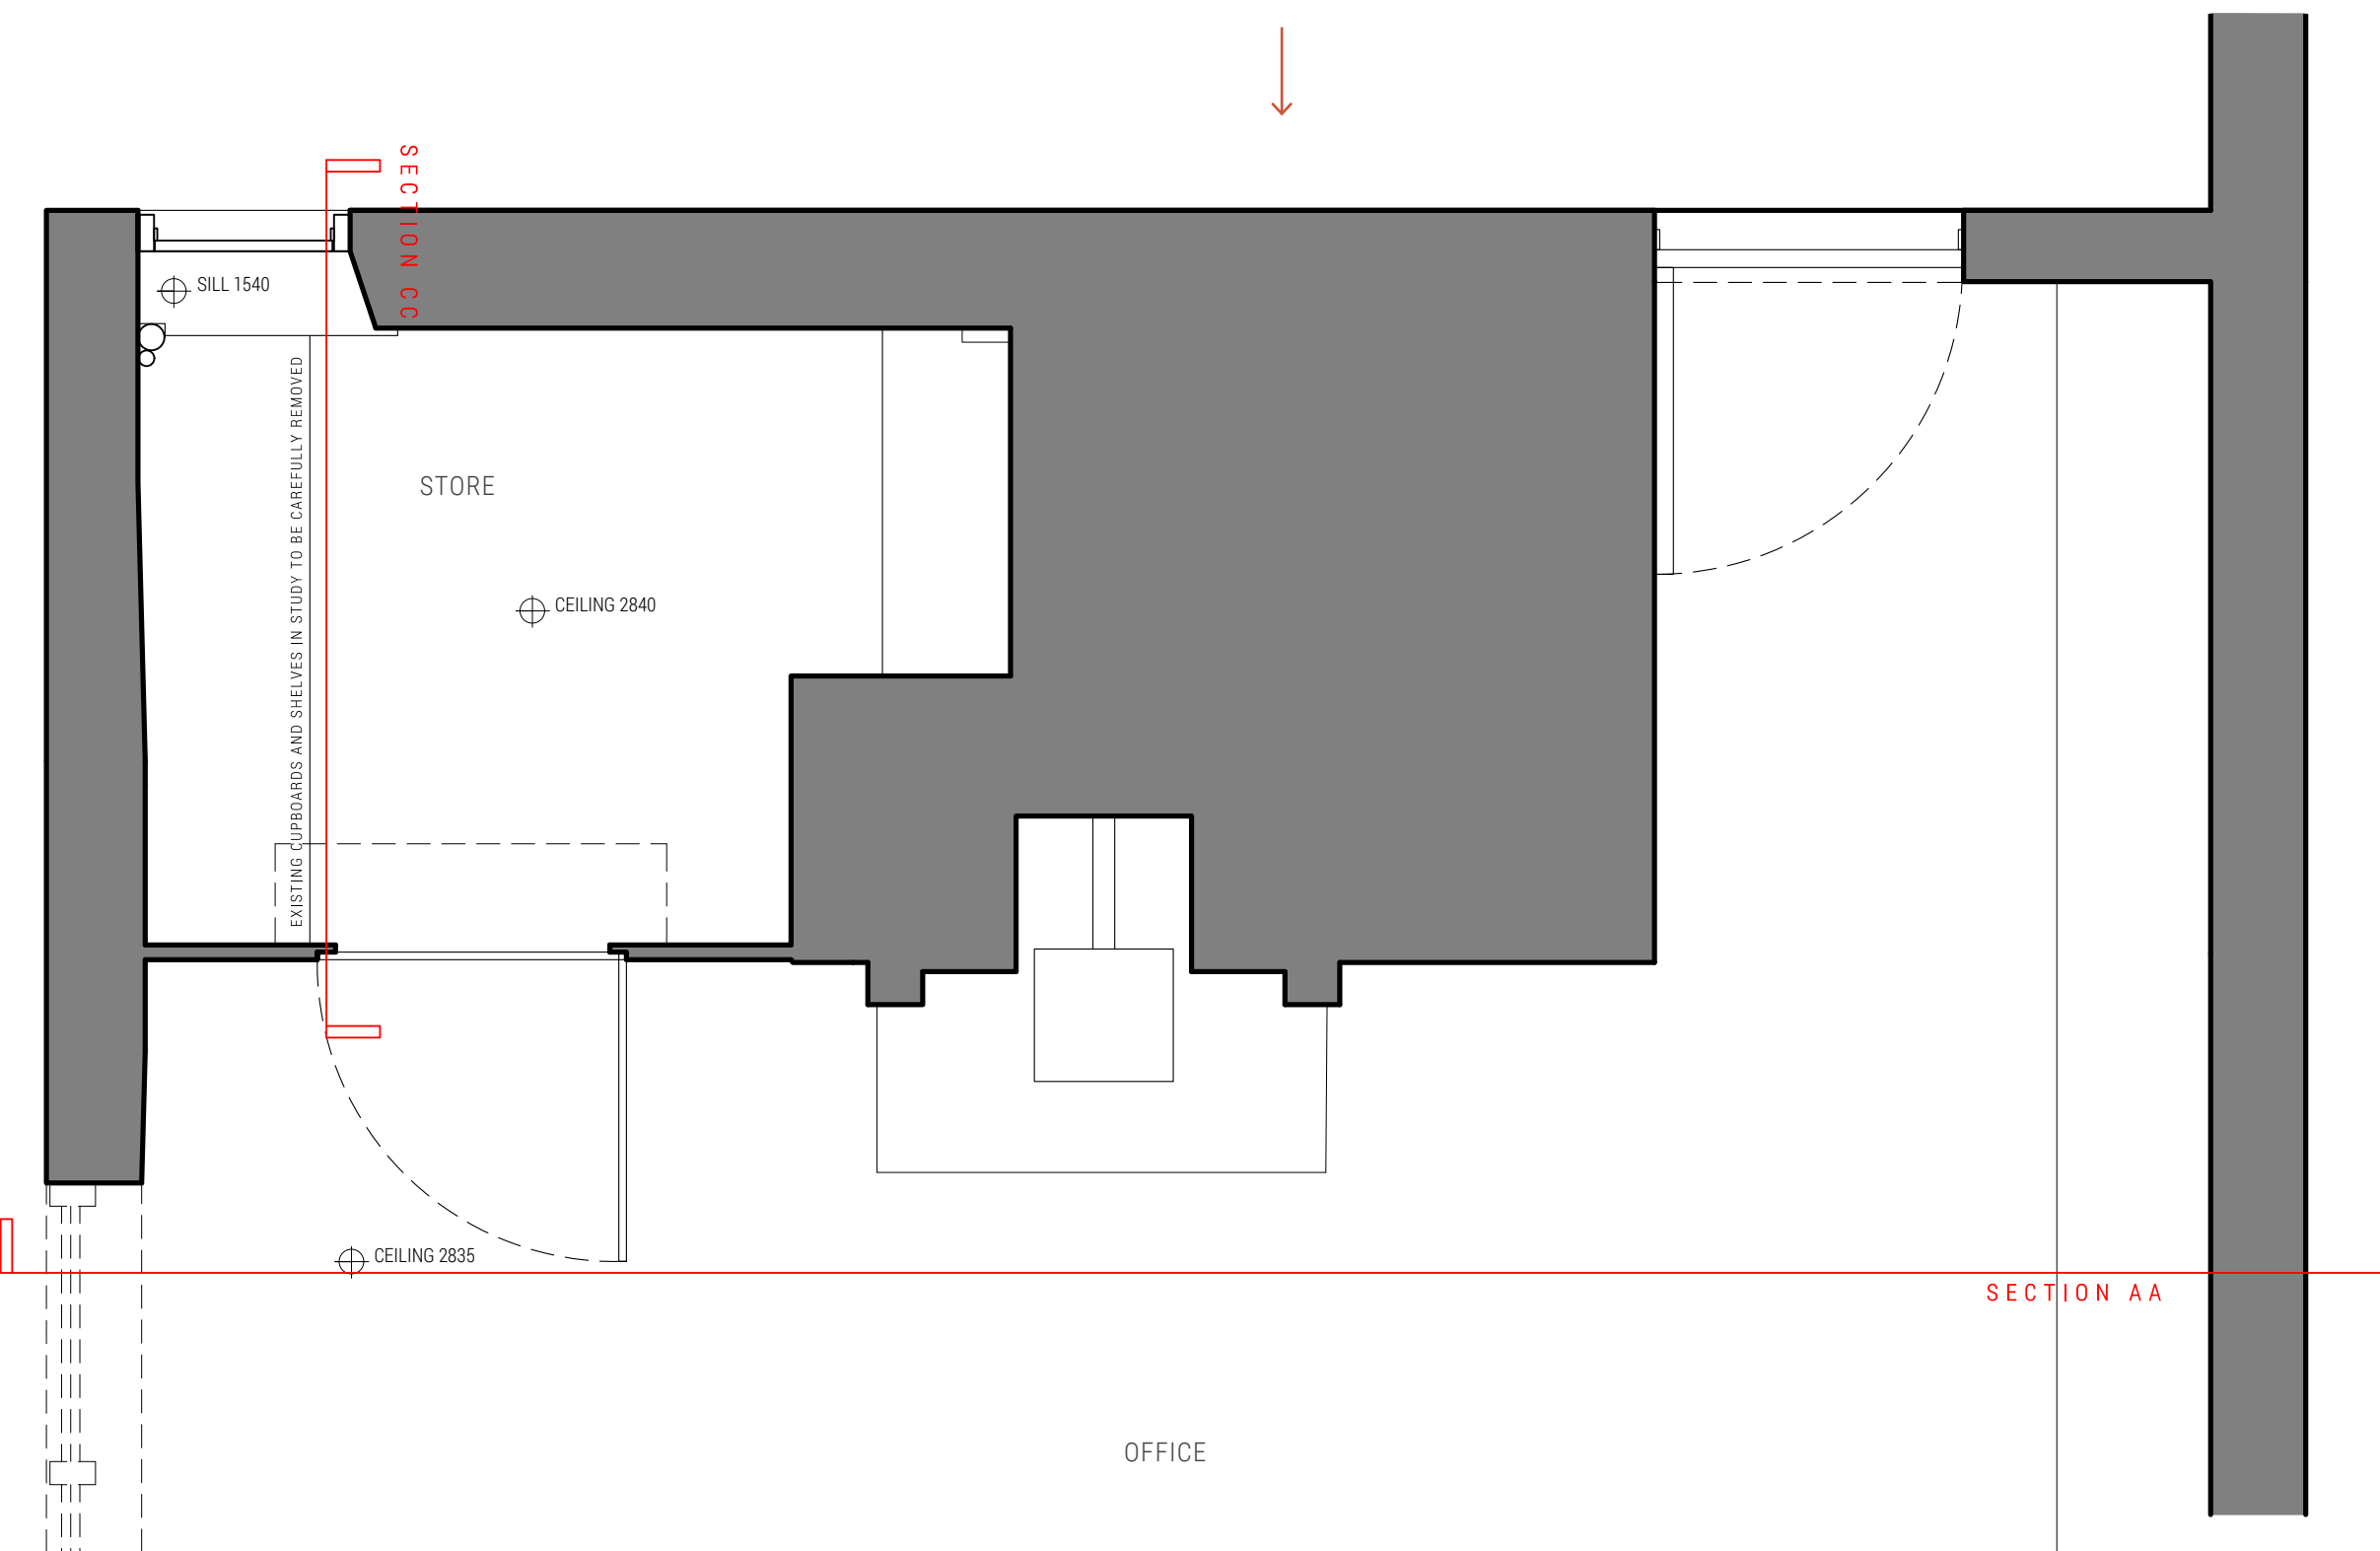 SECTION CC
SILL 1540
EXISTING CUPBOARDS AND SHELVES IN STUDY TO BE CAREFULLY REMOVED
STORE
CEILING 2840
CEILING 2835
SECTION AA
OFFICE